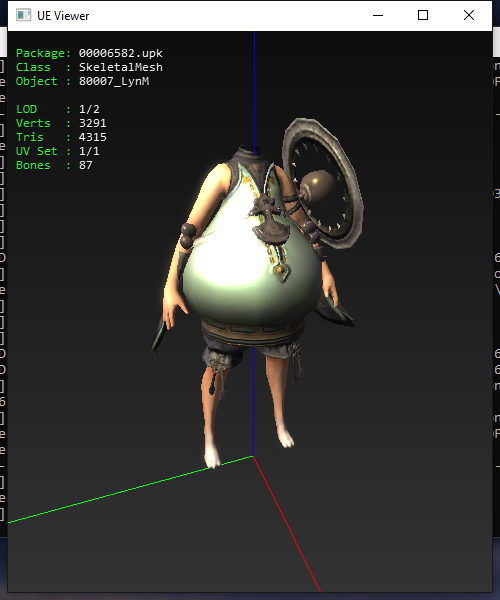 UE Viewer
Package: 00006582.upk
Class : SkeletalMesh
Object : 80007_LynM
LOD : 1/2
Verts : 3291
Tris : 4315
UV Set : 1/1
Bones : 87